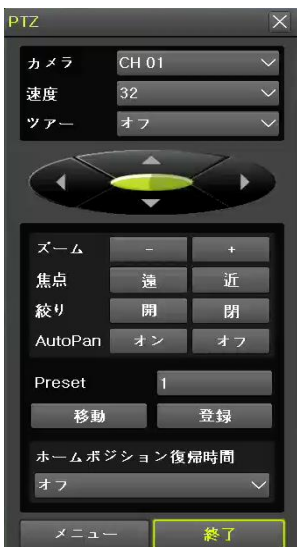 PTZ
カメラ CH 01
速度 32
ツアー オフ
ズーム - +
焦点 遠 近
絞り 開 閉
AutoPan オン オフ
Preset 1
移動 登録
ホームポジション復帰時間
オフ
メニュー 終了